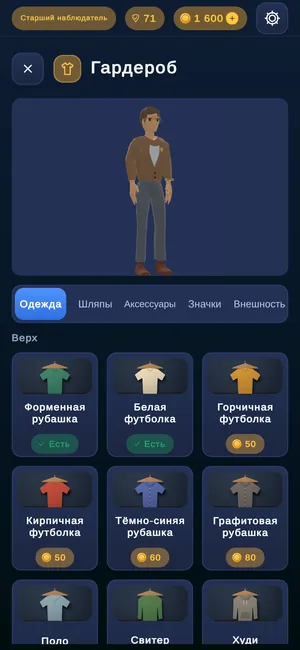 Старший наблюдатель 71 1 600 +
Гардероб
Одежда Шляпы Аксессуары Значки Внешность
Верх
Форменная Белая Горчичная
рубашка футболка футболка
Есть Есть 50
Кирпичная Тёмно-синяя Графитовая
футболка рубашка рубашка
50 60 80
Поло Свитер Худи